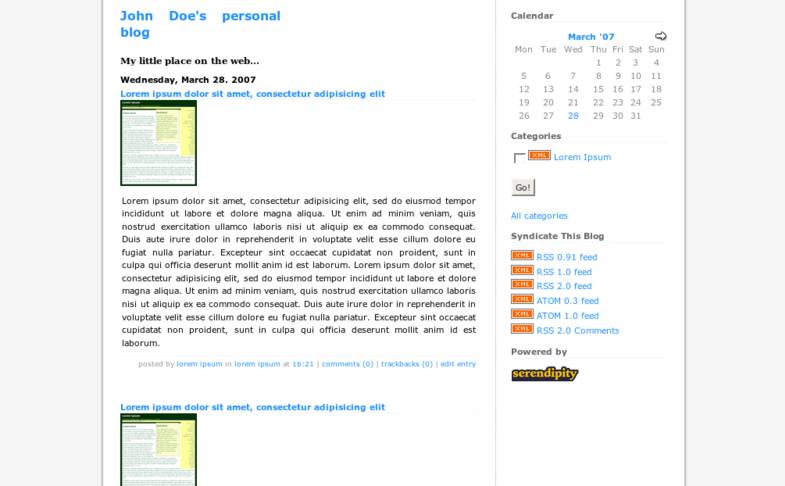 John Doe's personal
blog
My little place on the web...
Wednesday, March 28. 2007
Lorem ipsum dolor sit amet, consectetur adipisicing elit
Lorem ipsum dolor sit amet, consectetur adipisicing elit, sed do eiusmod tempor
incididunt ut labore et dolore magna aliqua. Ut enim ad minim veniam, quis
nostrud exercitation ullamco laboris nisi ut aliquip ex ea commodo consequat.
Duis aute irure dolor in reprehenderit in voluptate velit esse cillum dolore eu
fugiat nulla pariatur. Excepteur sint occaecat cupidatat non proident, sunt in
culpa qui officia deserunt mollit anim id est laborum. Lorem ipsum dolor sit amet,
consectetur adipisicing elit, sed do eiusmod tempor incididunt ut labore et dolore
magna aliqua. Ut enim ad minim veniam, quis nostrud exercitation ullamco laboris
nisi ut aliquip ex ea commodo consequat. Duis aute irure dolor in reprehenderit in
voluptate velit esse cillum dolore eu fugiat nulla pariatur. Excepteur sint occaecat
cupidatat non proident, sunt in culpa qui officia deserunt mollit anim id est
laborum.
posted by lorem ipsum in lorem ipsum at 16:21 | comments (0) | trackbacks (0) | edit entry
Lorem ipsum dolor sit amet, consectetur adipisicing elit
Calendar
March '07
Mon Tue Wed Thu Fri Sat Sun
1 2 3 4
5 6 7 8 9 10 11
12 13 14 15 16 17 18
19 20 21 22 23 24 25
26 27 28 29 30 31
Categories
XML Lorem Ipsum
Go!
All categories
Syndicate This Blog
XML RSS 0.91 feed
XML RSS 1.0 feed
XML RSS 2.0 feed
XML ATOM 0.3 feed
XML ATOM 1.0 feed
XML RSS 2.0 Comments
Powered by
serendipity